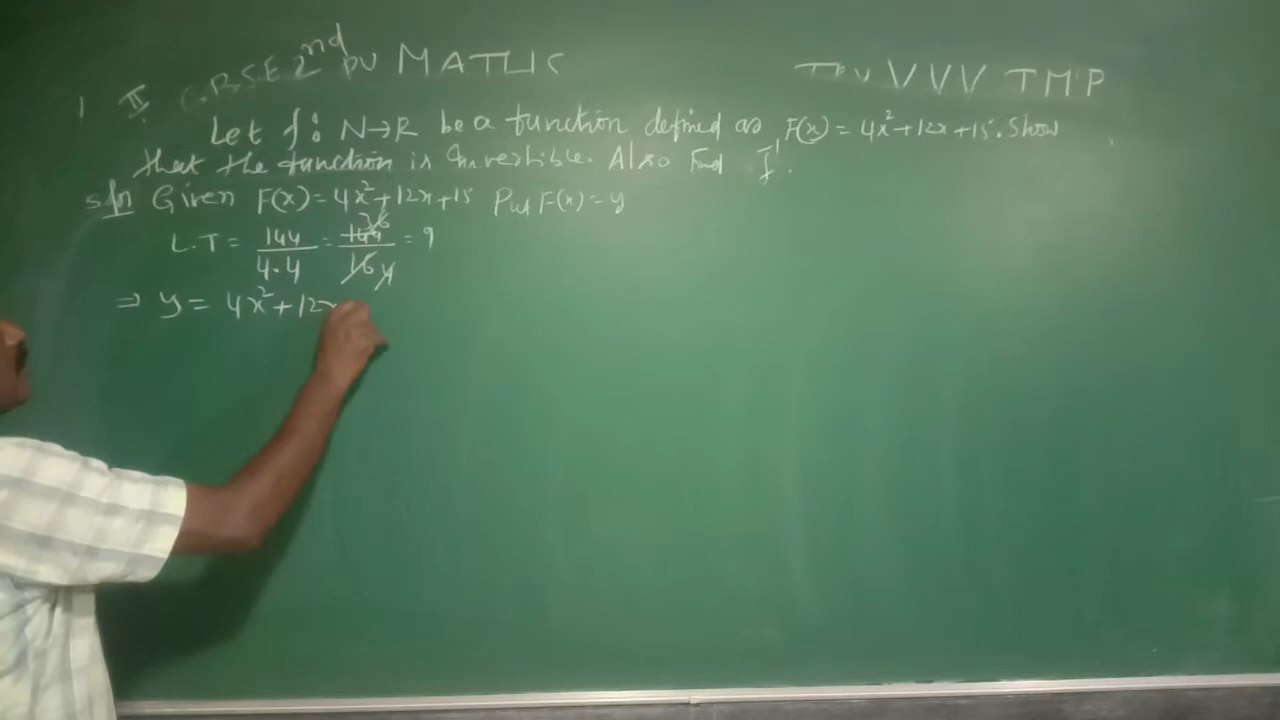 CBSE 2nd PU MATHS
VVV TMP
1 II
Let f: N→R be a function defined as F(x) = 4x²+12x+15. Show
that the function is Invertible. Also Find f⁻¹.
Soln Given F(x) = 4x²+12x+15 Put F(x) = y
L.T = 144/4.4 = 144/16 = 9
⇒ y = 4x²+12x